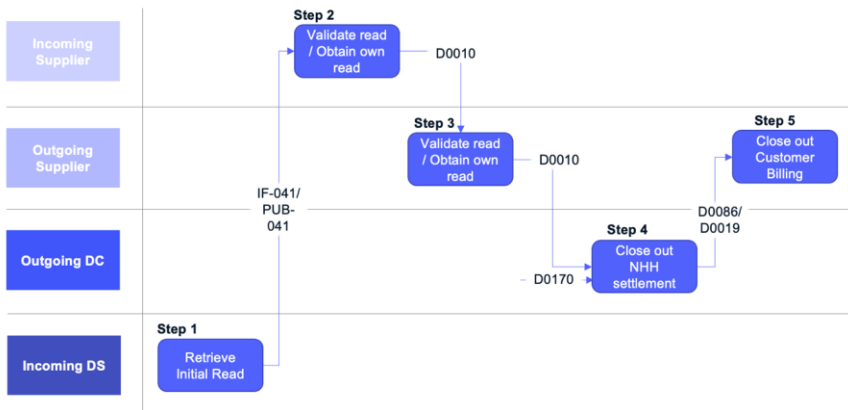 Step 2
Incoming
Supplier
Validate read
/ Obtain own
read
D0010
Step 3
Step 5
Outgoing
Supplier
Validate read
/ Obtain own
read
D0010
Close out
Customer
Billing
IF-041/
PUB-
041
D0086/
D0019
Step 4
Outgoing DC
Close out
NHH
settlement
D0170
Step 1
Incoming DS
Retrieve
Initial Read